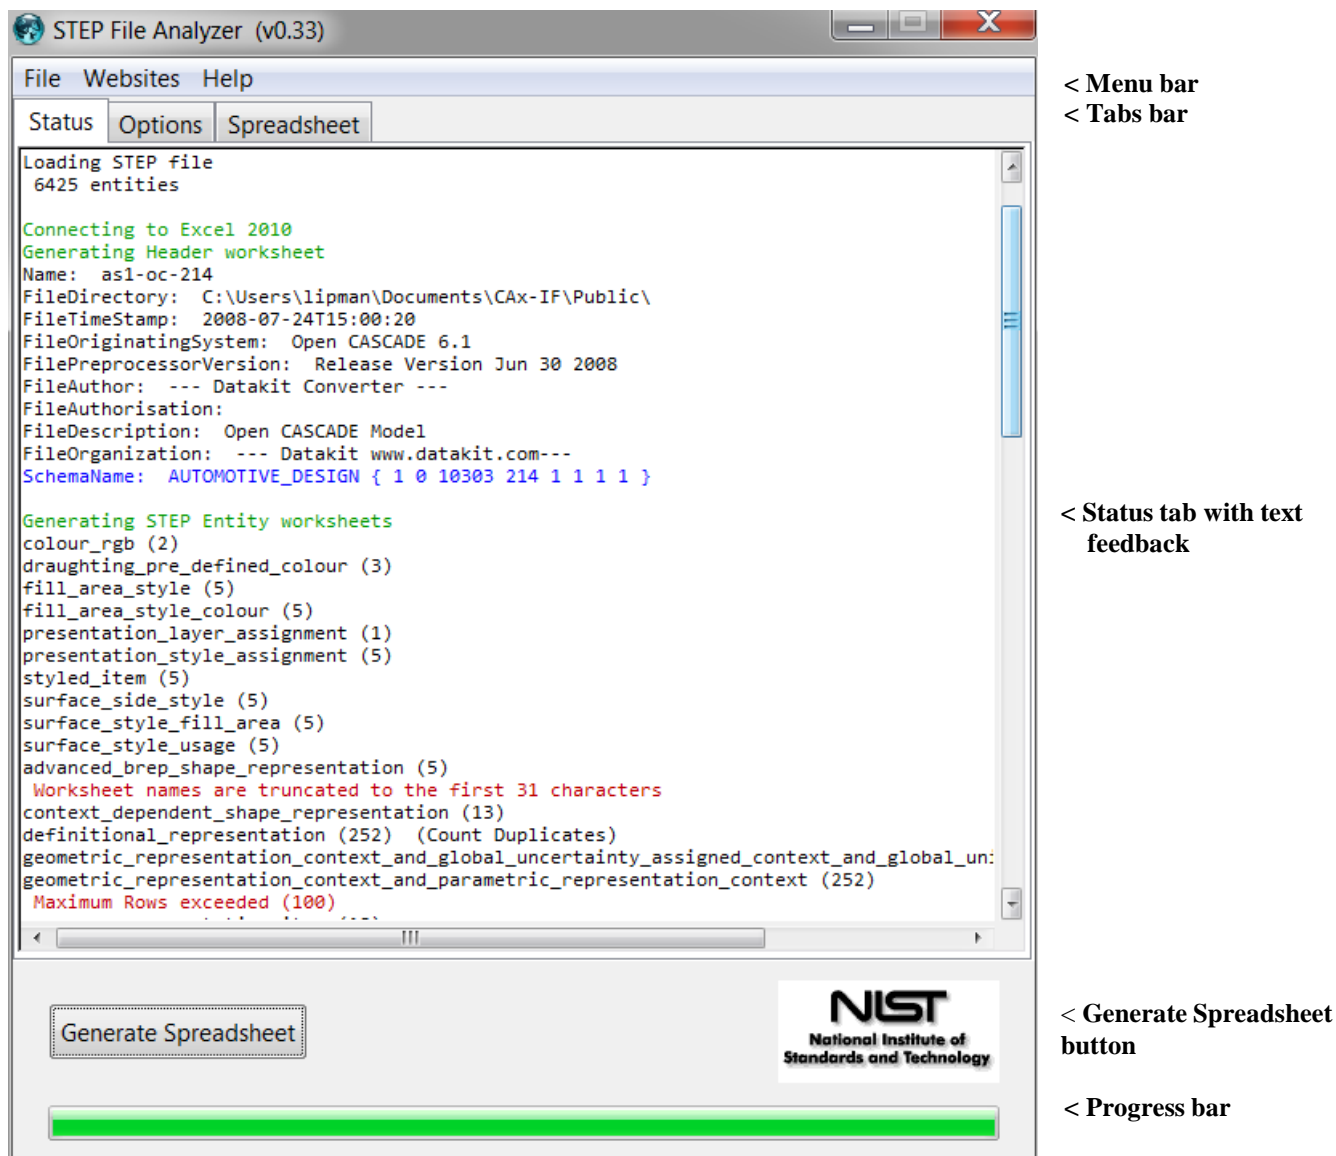 STEP File Analyzer (v0.33)
File Websites Help
< Menu bar
Status Options Spreadsheet
< Tabs bar
Loading STEP file
6425 entities
Connecting to Excel 2010
Generating Header worksheet
Name: as1-oc-214
FileDirectory: C:\Users\lipman\Documents\CAx-IF\Public\
FileTimeStamp: 2008-07-24T15:00:20
FileOriginatingSystem: Open CASCADE 6.1
FilePreprocessorVersion: Release Version Jun 30 2008
FileAuthor: --- Datakit Converter ---
FileAuthorisation:
FileDescription: Open CASCADE Model
FileOrganization: --- Datakit www.datakit.com---
SchemaName: AUTOMOTIVE_DESIGN { 1 0 10303 214 1 1 1 1 }
Generating STEP Entity worksheets
colour_rgb (2)
draughting_pre_defined_colour (3)
fill_area_style (5)
fill_area_style_colour (5)
presentation_layer_assignment (1)
presentation_style_assignment (5)
styled_item (5)
surface_side_style (5)
surface_style_fill_area (5)
surface_style_usage (5)
advanced_brep_shape_representation (5)
Worksheet names are truncated to the first 31 characters
context_dependent_shape_representation (13)
definitional_representation (252) (Count Duplicates)
geometric_representation_context_and_global_uncertainty_assigned_context_and_global_uni
geometric_representation_context_and_parametric_representation_context (252)
Maximum Rows exceeded (100)
< Status tab with text
feedback
Generate Spreadsheet
NIST
National Institute of
Standards and Technology
< Generate Spreadsheet
button
< Progress bar